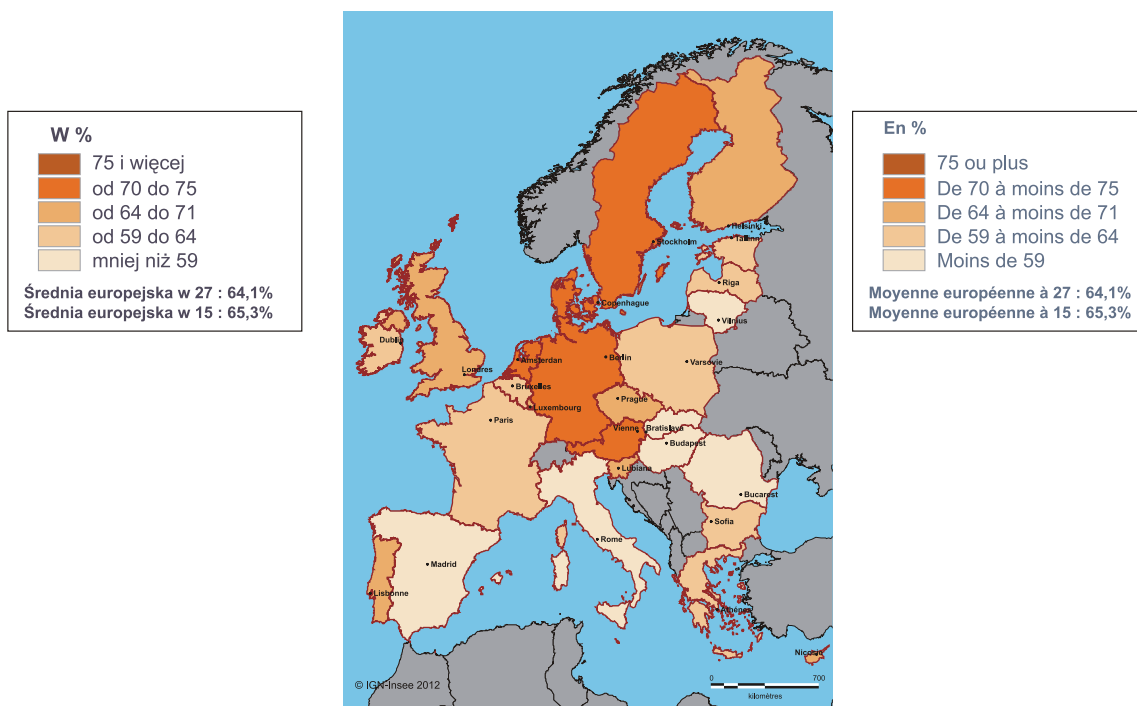 W %
75 i więcej
od 70 do 75
od 64 do 71
od 59 do 64
mniej niż 59
Średnia europejska w 27 : 64,1%
Średnia europejska w 15 : 65,3%
Helsinki
Tallinn
Stockholm
Riga
Copenhague
Vilnius
Dublin
Amsterdan
Berlin
Varsovie
Londres
Bruxelles
Prague
Luxembourg
Paris
Vienne
Bratislava
Budapest
Lubiana
Bucarest
Sofia
Rome
Madrid
Lisbonne
Athénes
Nicosie
© IGN-Insee 2012
0 700
kilomètres
En %
75 ou plus
De 70 à moins de 75
De 64 à moins de 71
De 59 à moins de 64
Moins de 59
Moyenne européenne à 27 : 64,1%
Moyenne européenne à 15 : 65,3%